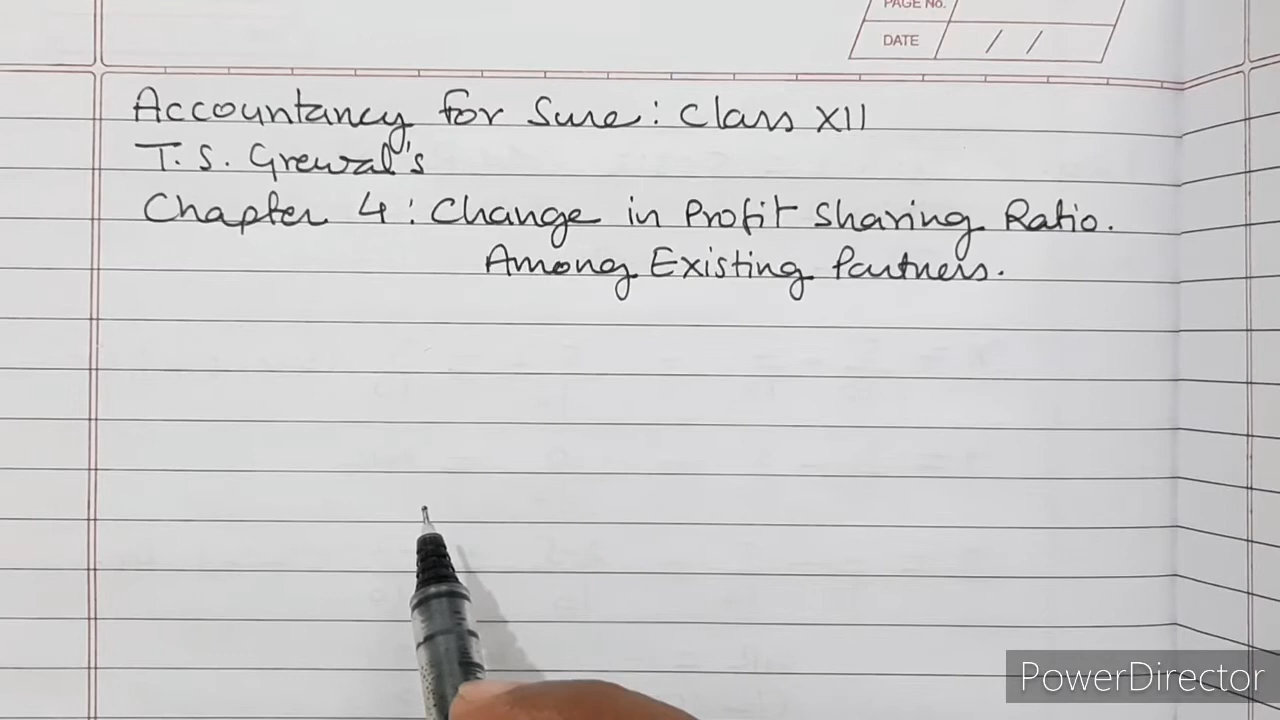 PAGE No.
DATE / /
Accountancy for Sure : Class XII
T. S. Grewal's
Chapter 4 : Change in Profit Sharing Ratio.
Among Existing Partners.
PowerDirector